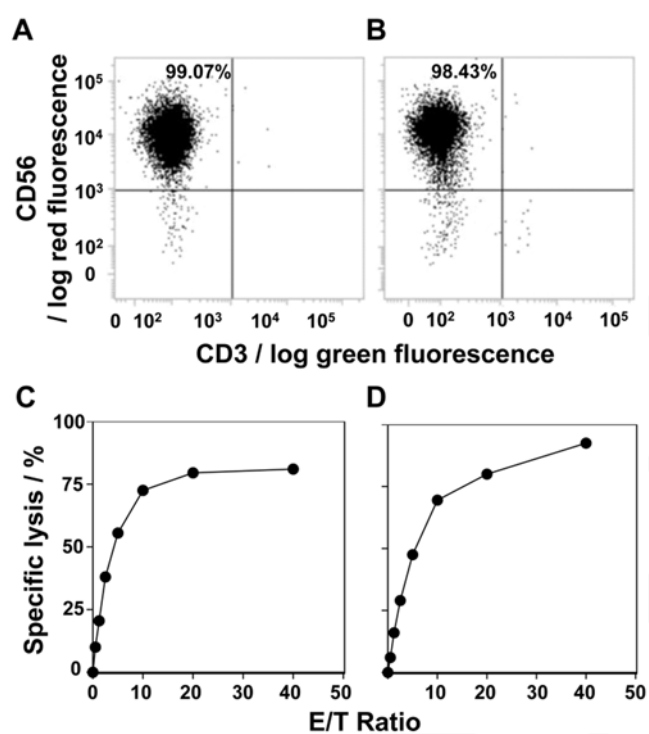 A
B
99.07%
98.43%
10⁵
10⁴
10³
10²
0
CD56
/ log red fluorescence
0 10² 10³ 10⁴ 10⁵
0 10² 10³ 10⁴ 10⁵
CD3 / log green fluorescence
C
D
100
75
50
25
0
Specific lysis / %
0 10 20 30 40 50
10 20 30 40 50
E/T Ratio